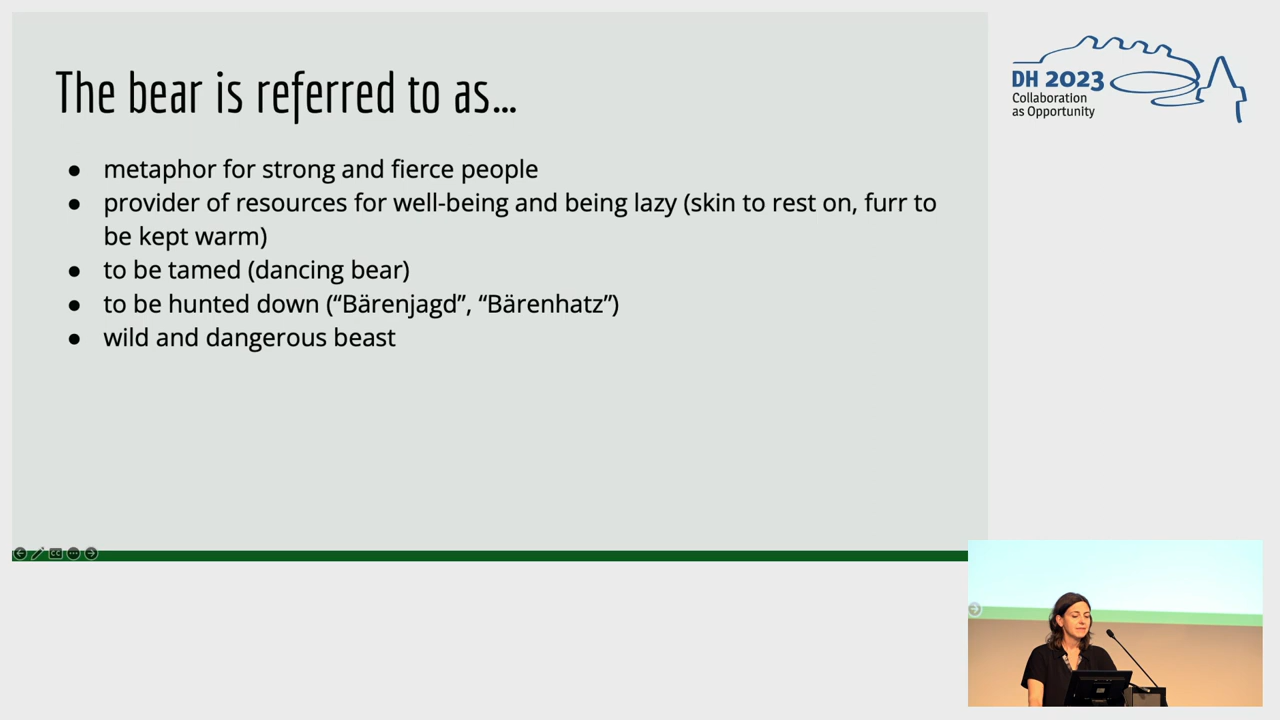 The bear is referred to as…
● metaphor for strong and fierce people
● provider of resources for well-being and being lazy (skin to rest on, furr to
be kept warm)
● to be tamed (dancing bear)
● to be hunted down (“Bärenjagd”, “Bärenhatz”)
● wild and dangerous beast
DH 2023
Collaboration
as Opportunity